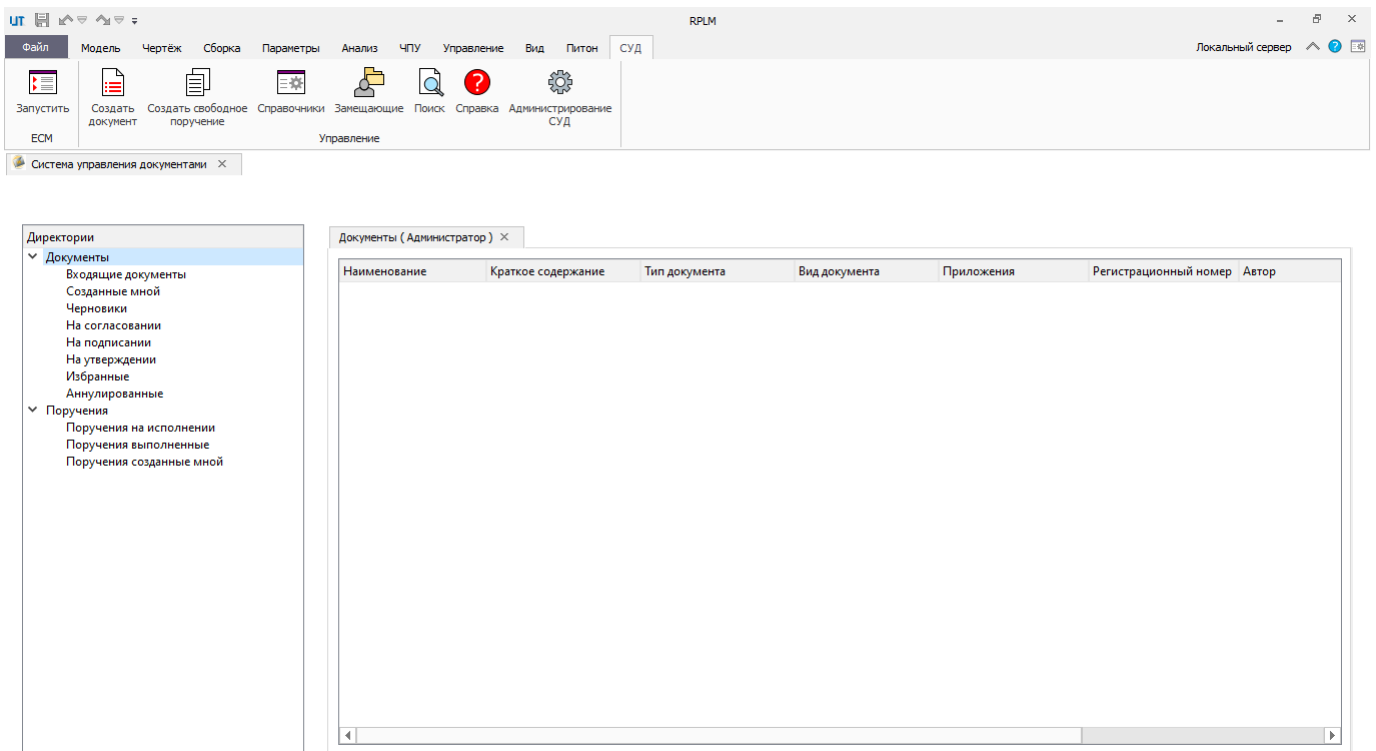 UT
RPLM
Файл Модель Чертёж Сборка Параметры Анализ ЧПУ Управление Вид Питон СУД Локальный сервер ?
Запустить Создать документ Создать свободное поручение Справочники Замещающие Поиск ? Справка Администрирование СУД
ECM Управление
Система управления документами
Директории
Документы
Входящие документы
Созданные мной
Черновики
На согласовании
На подписании
На утверждении
Избранные
Аннулированные
Поручения
Поручения на исполнении
Поручения выполненные
Поручения созданные мной
Документы ( Администратор )
Наименование Краткое содержание Тип документа Вид документа Приложения Регистрационный номер Автор